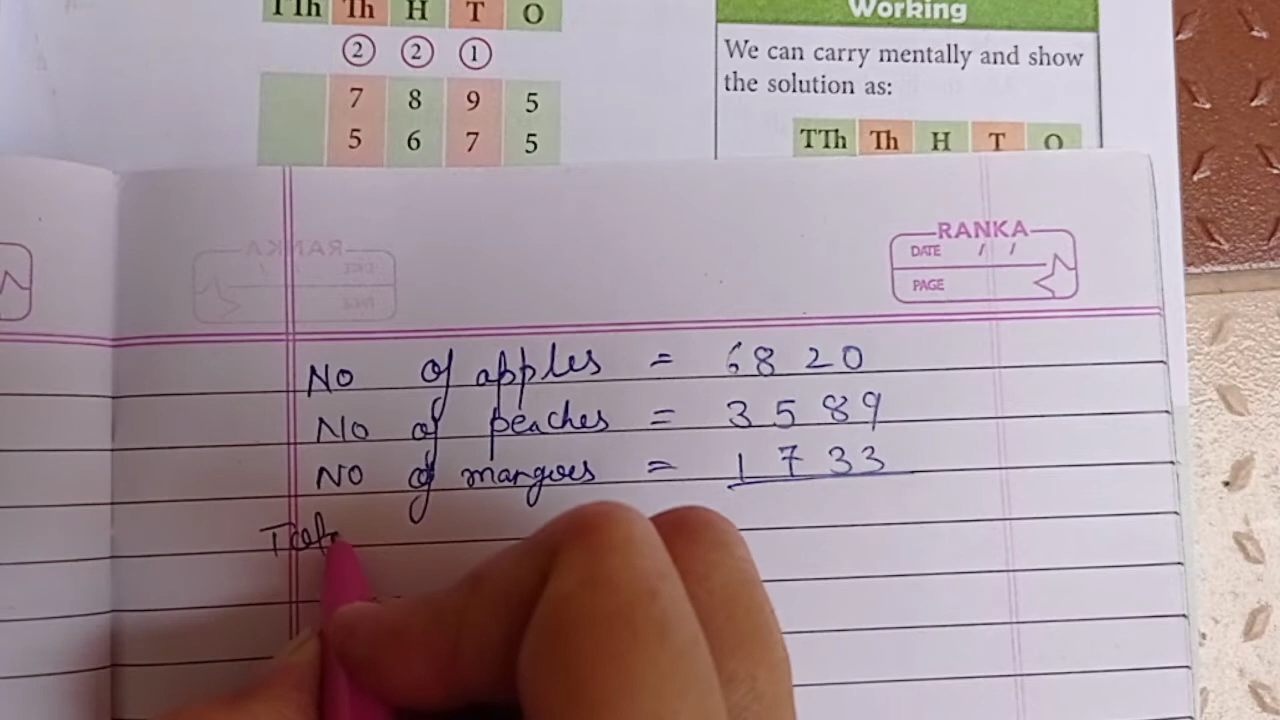 TTh Th H T O
2 2 1
7 8 9 5
5 6 7 5
Working
We can carry mentally and show
the solution as:
TTh Th H T O
RANKA
DATE / /
PAGE
No of apples = 6820
No of peaches = 3589
No of mangoes = 1733